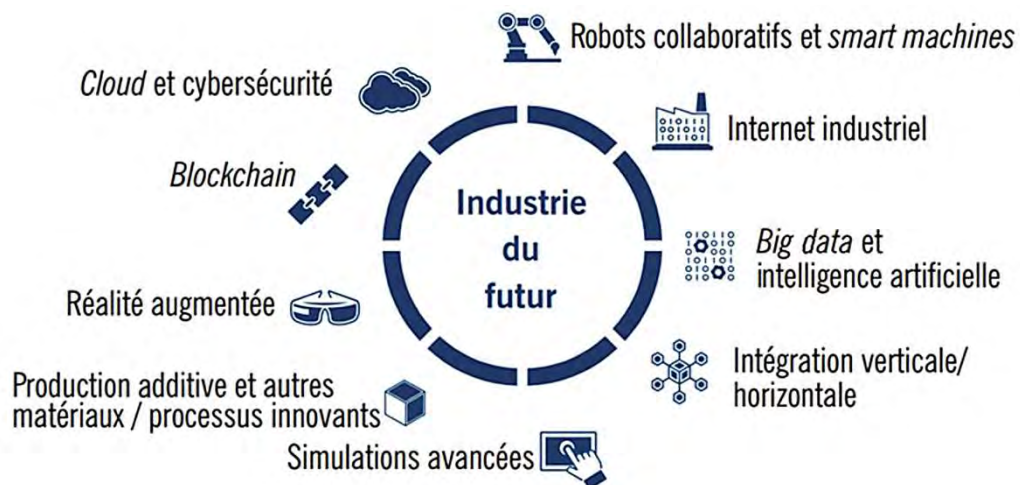 Robots collaboratifs et smart machines
Internet industriel
Big data et
intelligence artificielle
Intégration verticale/
horizontale
Simulations avancées
Production additive et autres
matériaux / processus innovants
Réalité augmentée
Blockchain
Cloud et cybersécurité
Industrie
du
futur